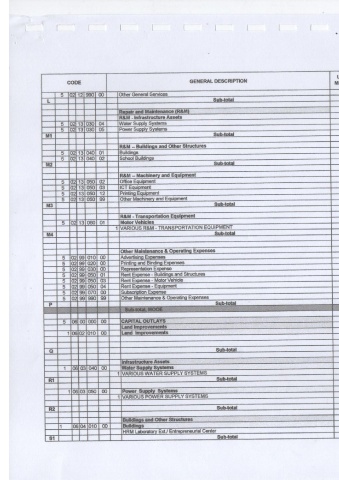 CODE GENERAL DESCRIPTION
5 02 12 990 00 Other General Services
L Sub-total
Repair and Maintenance (R&M)
R&M - Infrastructure Assets
5 02 13 030 04 Water Supply Systems
5 02 13 030 05 Power Supply Systems
M1 Sub-total
R&M - Buildings and Other Structures
5 02 13 040 01 Buildings
5 02 13 040 02 School Buildings
M2 Sub-total
R&M - Machinery and Equipment
5 02 13 050 02 Office Equipment
5 02 13 050 03 ICT Equipment
5 02 13 050 12 Printing Equipment
5 02 13 050 99 Other Machinery and Equipment
M3 Sub-total
R&M - Transportation Equipment
5 02 13 060 01 Motor Vehicles
1 VARIOUS R&M - TRANSPORTATION EQUIPMENT
M4 Sub-total
Other Maintenance & Operating Expenses
5 02 99 010 00 Advertising Expenses
5 02 99 020 00 Printing and Binding Expenses
5 02 99 030 00 Representation Expense
5 02 99 050 01 Rent Expense - Buildings and Structures
5 02 99 050 03 Rent Expense - Motor Vehicle
5 02 99 050 04 Rent Expense - Equipment
5 02 99 070 00 Subscription Expense
5 02 99 990 99 Other Maintenance & Operating Expenses
P Sub-total
Sub-total, MOOE
5 06 00 000 00 CAPITAL OUTLAYS
Land Improvements
1 06 02 010 00 Land Improvements
Q Sub-total
Infrastructure Assets
1 06 03 040 00 Water Supply Systems
1 VARIOUS WATER SUPPLY SYSTEMS
R1 Sub-total
1 06 03 050 00 Power Supply Systems
1 VARIOUS POWER SUPPLY SYSTEMS
R2 Sub-total
Buildings and Other Structures
1 06 04 010 00 Buildings
HRM Laboratory Ext./ Entrepreneurial Center
S1 Sub-total